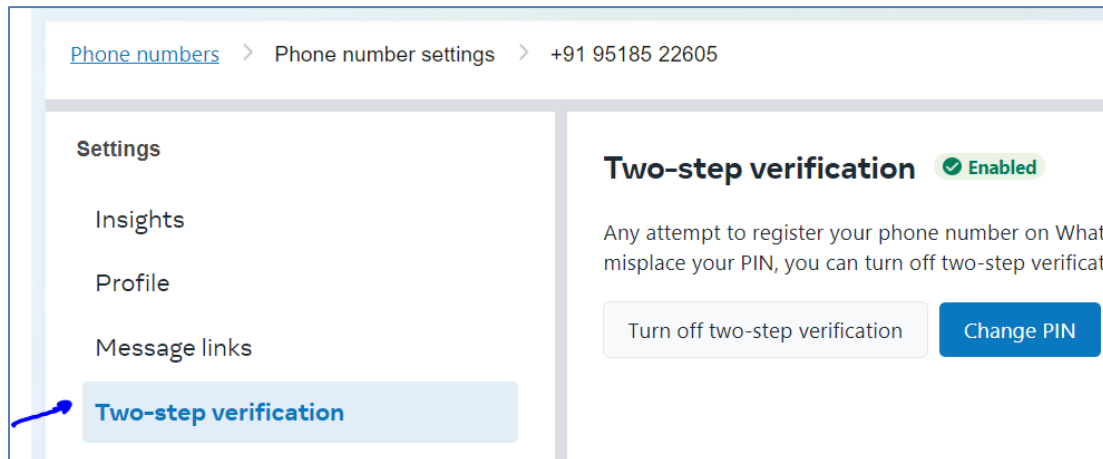 Phone numbers > Phone number settings > +91 95185 22605
Settings
Insights
Profile
Message links
Two-step verification
Two-step verification Enabled
Any attempt to register your phone number on What
misplace your PIN, you can turn off two-step verificat
Turn off two-step verification Change PIN